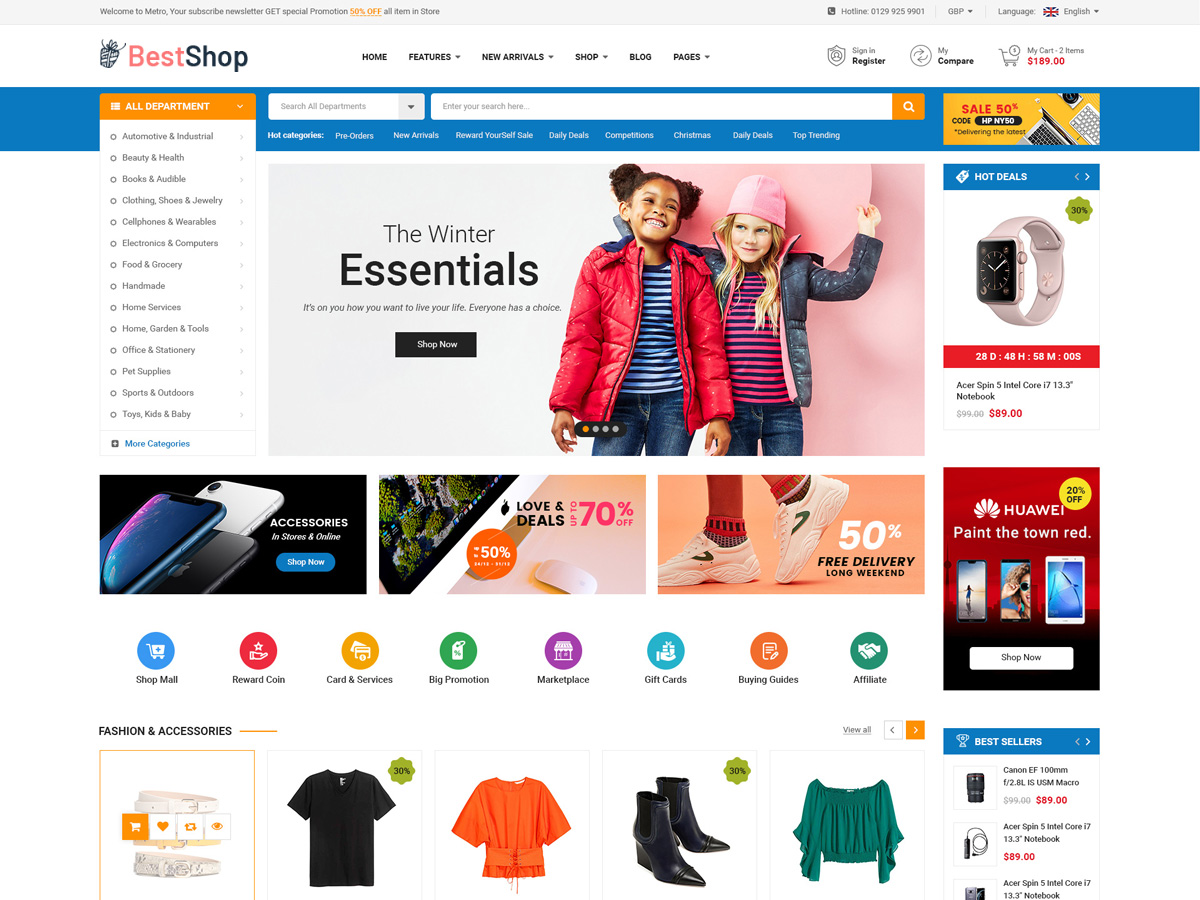 Welcome to Metro, Your subscribe newsletter GET special Promotion 50% OFF all item in Store
Hotline: 0129 925 9901
GBP
Language: English
BestShop
HOME
FEATURES
NEW ARRIVALS
SHOP
BLOG
PAGES
Sign in
Register
My
Compare
My Cart - 2 Items
$189.00
ALL DEPARTMENT
Search All Departments
Enter your search here...
Hot categories:
Pre-Orders
New Arrivals
Reward YourSelf Sale
Daily Deals
Competitions
Christmas
Daily Deals
Top Trending
SALE 50%
CODE HP NY50
*Delivering the latest
Automotive & Industrial
Beauty & Health
Books & Audible
Clothing, Shoes & Jewelry
Cellphones & Wearables
Electronics & Computers
Food & Grocery
Handmade
Home Services
Home, Garden & Tools
Office & Stationery
Pet Supplies
Sports & Outdoors
Toys, Kids & Baby
More Categories
The Winter
Essentials
It's on you how you want to live your life. Everyone has a choice.
Shop Now
HOT DEALS
30%
28 D : 48 H : 58 M : 00S
Acer Spin 5 Intel Core i7 13.3"
Notebook
$99.00 $89.00
ACCESSORIES
In Stores & Online
Shop Now
LOVE &
DEALS
UP TO
70%
OFF
50%
24/12 - 31/12
50%
FREE DELIVERY
LONG WEEKEND
20%
OFF
HUAWEI
Paint the town red.
Shop Now
Shop Mall
Reward Coin
Card & Services
Big Promotion
Marketplace
Gift Cards
Buying Guides
Affiliate
FASHION & ACCESSORIES
View all
30%
30%
BEST SELLERS
Canon EF 100mm
f/2.8L IS USM Macro
$99.00 $89.00
Acer Spin 5 Intel Core i7
13.3" Notebook
$89.00
Acer Spin 5 Intel Core i7
13.3" Notebook